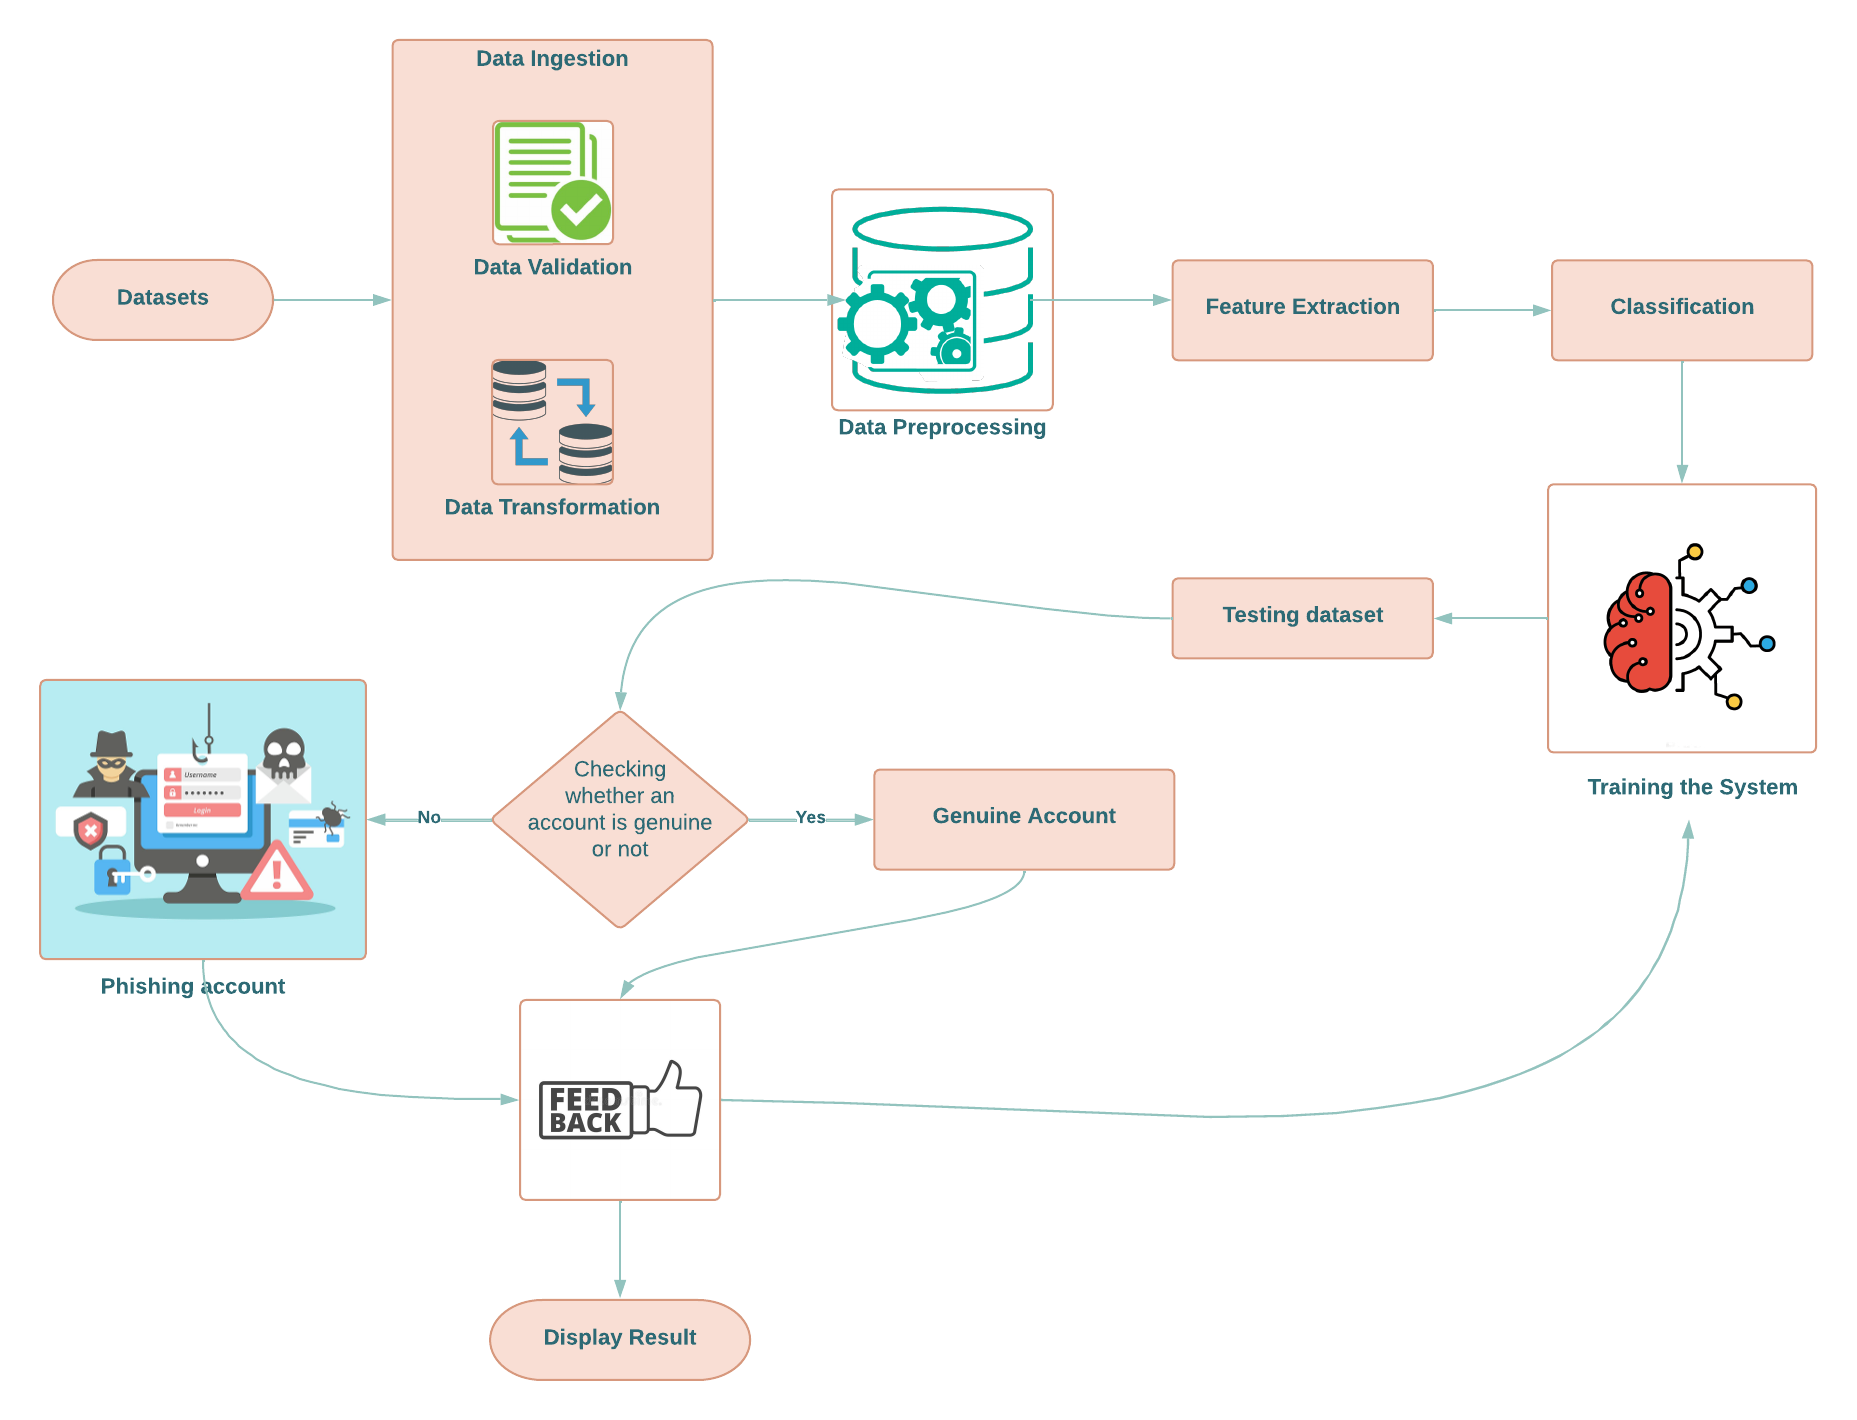 Data Ingestion
Data Validation
Datasets
Feature Extraction
Classification
Data Preprocessing
Data Transformation
Testing dataset
Training the System
Checking
whether an
account is genuine
or not
No
Yes
Genuine Account
Username
Login
Phishing account
FEED
BACK
Display Result